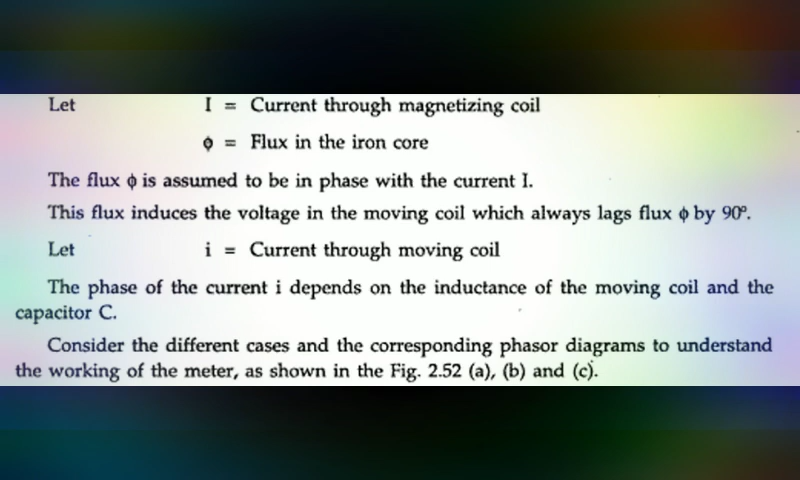 Let I = Current through magnetizing coil
ϕ = Flux in the iron core
The flux ϕ is assumed to be in phase with the current I.
This flux induces the voltage in the moving coil which always lags flux ϕ by 90º.
Let i = Current through moving coil
The phase of the current i depends on the inductance of the moving coil and the
capacitor C.
Consider the different cases and the corresponding phasor diagrams to understand
the working of the meter, as shown in the Fig. 2.52 (a), (b) and (c).